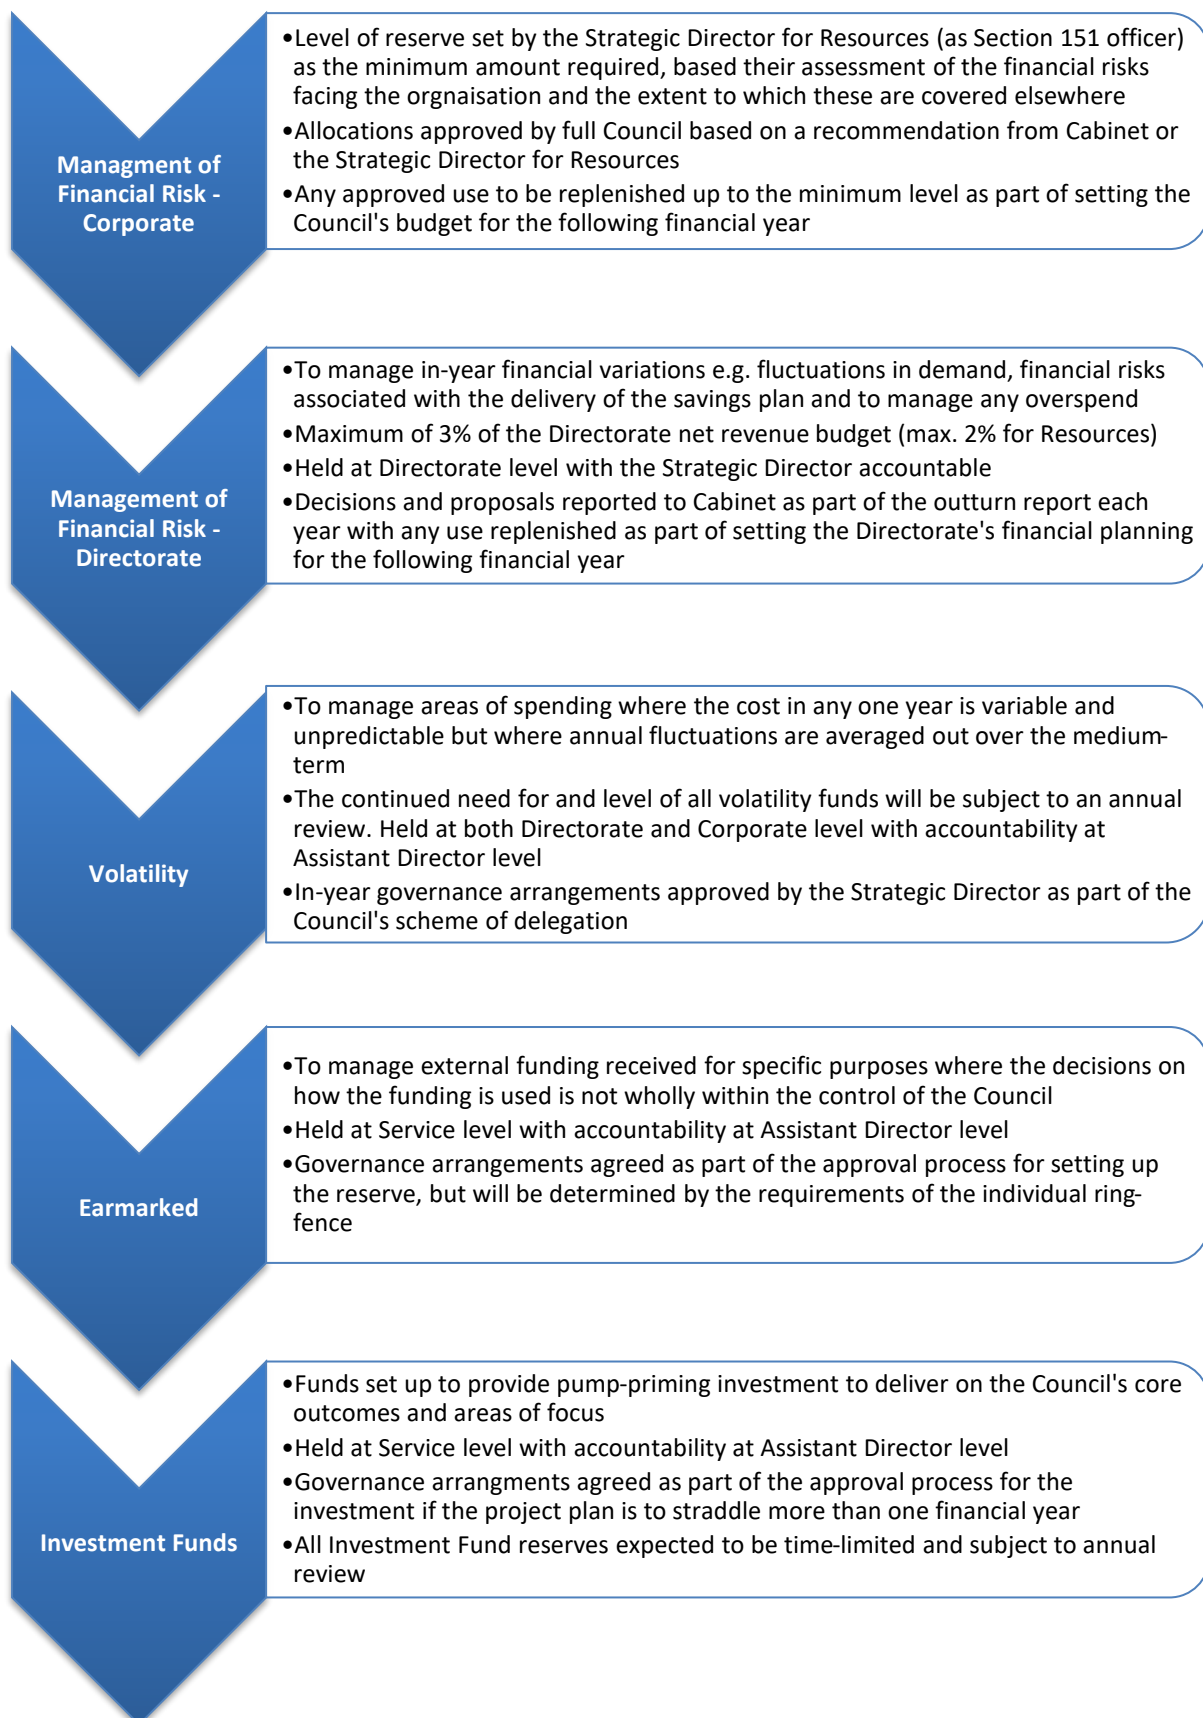 Managment of
Financial Risk -
Corporate
•Level of reserve set by the Strategic Director for Resources (as Section 151 officer)
as the minimum amount required, based their assessment of the financial risks
facing the orgnaisation and the extent to which these are covered elsewhere
•Allocations approved by full Council based on a recommendation from Cabinet or
the Strategic Director for Resources
•Any approved use to be replenished up to the minimum level as part of setting the
Council's budget for the following financial year
Management of
Financial Risk -
Directorate
•To manage in-year financial variations e.g. fluctuations in demand, financial risks
associated with the delivery of the savings plan and to manage any overspend
•Maximum of 3% of the Directorate net revenue budget (max. 2% for Resources)
•Held at Directorate level with the Strategic Director accountable
•Decisions and proposals reported to Cabinet as part of the outturn report each
year with any use replenished as part of setting the Directorate's financial planning
for the following financial year
Volatility
•To manage areas of spending where the cost in any one year is variable and
unpredictable but where annual fluctuations are averaged out over the medium-
term
•The continued need for and level of all volatility funds will be subject to an annual
review. Held at both Directorate and Corporate level with accountability at
Assistant Director level
•In-year governance arrangements approved by the Strategic Director as part of the
Council's scheme of delegation
Earmarked
•To manage external funding received for specific purposes where the decisions on
how the funding is used is not wholly within the control of the Council
•Held at Service level with accountability at Assistant Director level
•Governance arrangements agreed as part of the approval process for setting up
the reserve, but will be determined by the requirements of the individual ring-
fence
Investment Funds
•Funds set up to provide pump-priming investment to deliver on the Council's core
outcomes and areas of focus
•Held at Service level with accountability at Assistant Director level
•Governance arrangments agreed as part of the approval process for the
investment if the project plan is to straddle more than one financial year
•All Investment Fund reserves expected to be time-limited and subject to annual
review